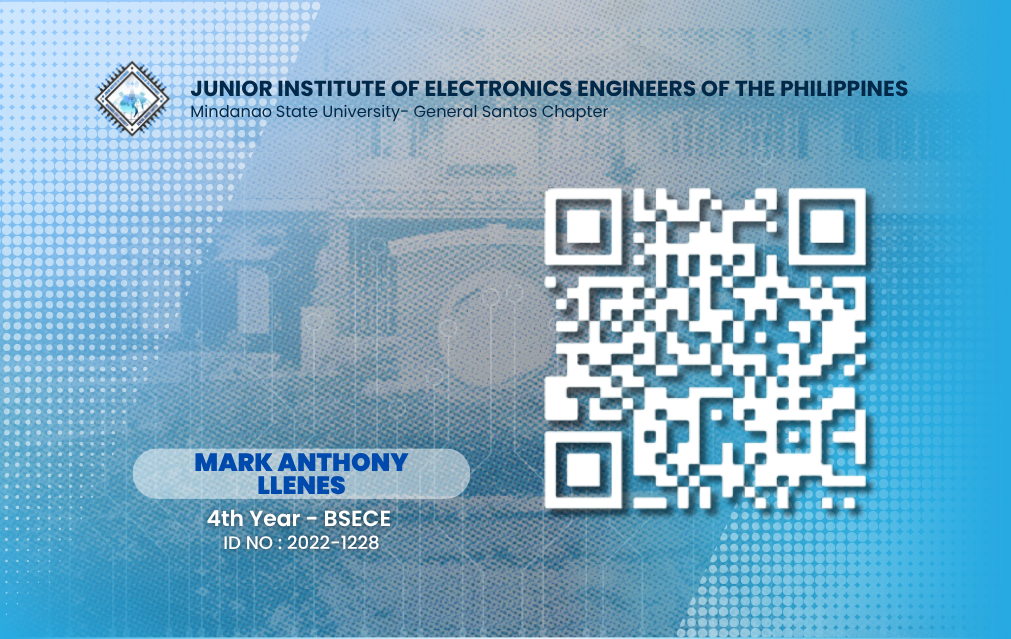 JUNIOR INSTITUTE OF ELECTRONICS ENGINEERS OF THE PHILIPPINES
Mindanao State University- General Santos Chapter
MARK ANTHONY
LLENES
4th Year - BSECE
ID NO : 2022-1228